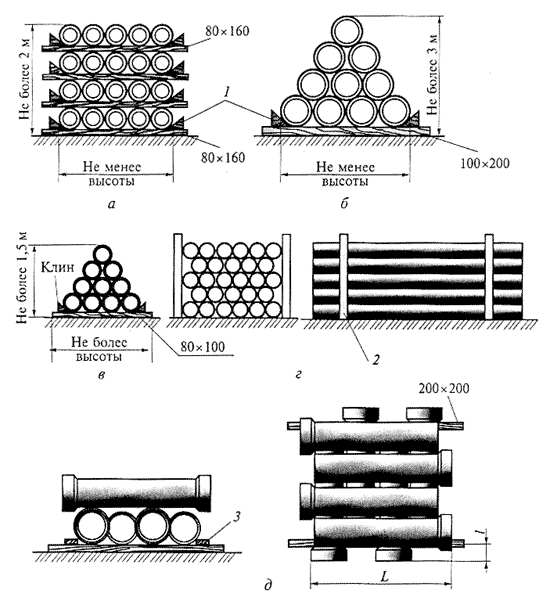 Не более 2 м
80×160
1
80×160
Не менее
высоты
а
Не более 3 м
100×200
Не менее
высоты
б
Не более 1,5 м
Клин
80×100
Не более
высоты
в
2
г
200×200
3
l
L
д